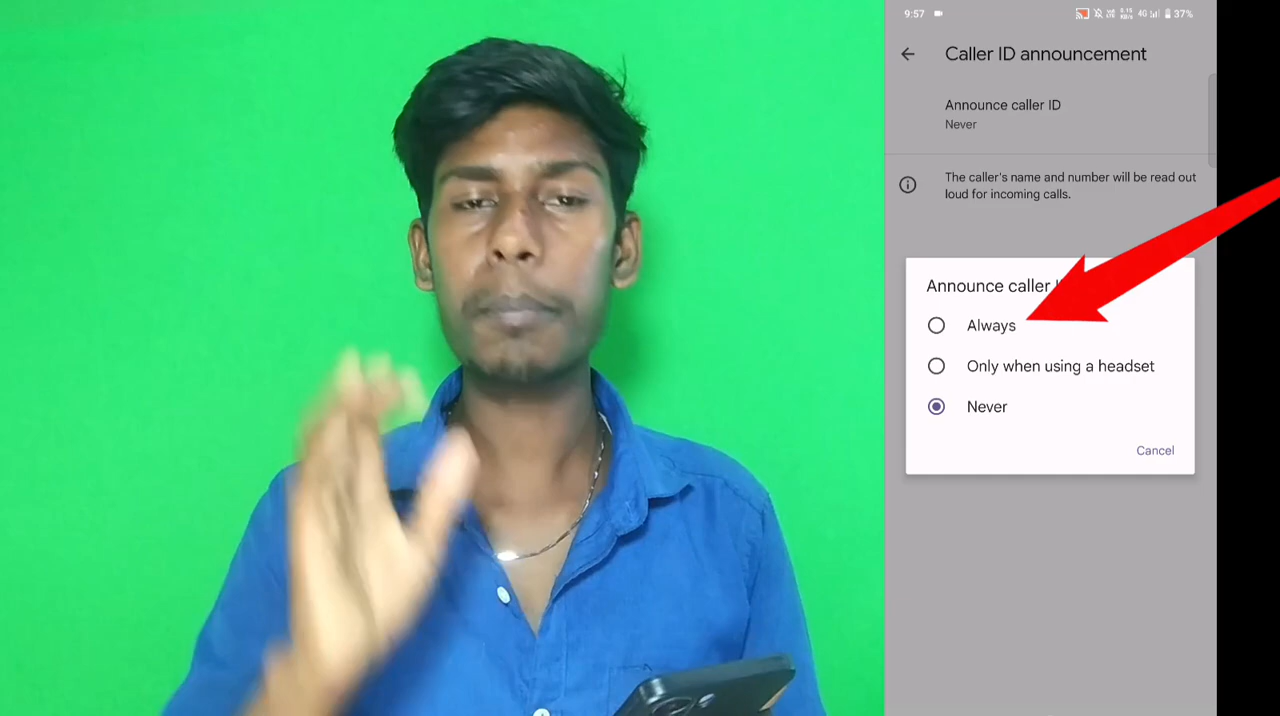 9:57
4G
37%
Caller ID announcement
Announce caller ID
Never
The caller's name and number will be read out
loud for incoming calls.
Announce caller
Always
Only when using a headset
Never
Cancel